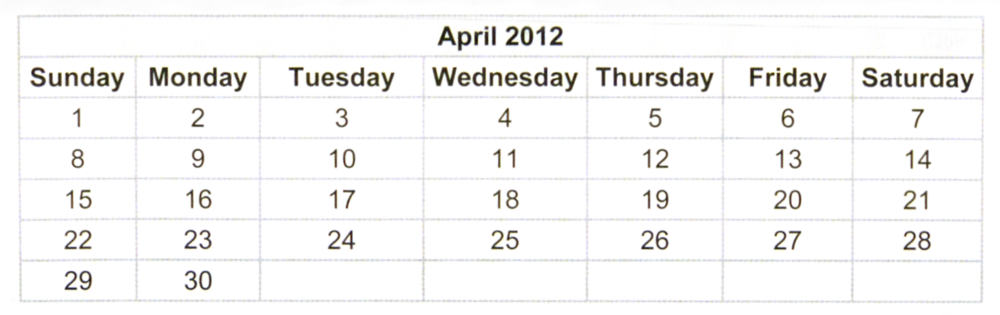 April 2012
Sunday Monday Tuesday Wednesday Thursday Friday Saturday
1 2 3 4 5 6 7
8 9 10 11 12 13 14
15 16 17 18 19 20 21
22 23 24 25 26 27 28
29 30